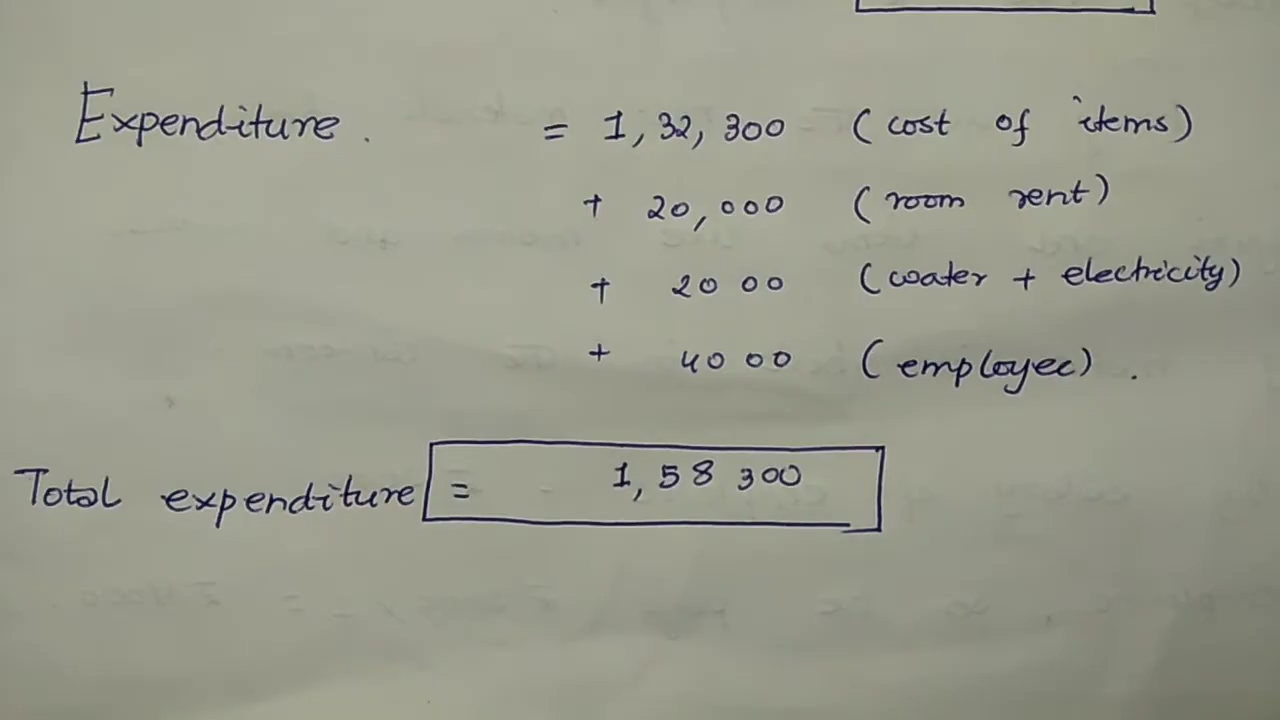 Expenditure. = 1,32,300 (cost of items)
+ 20,000 (room rent)
+ 2000 (water + electricity)
+ 4000 (employee).
Total expenditure = 1,58 300